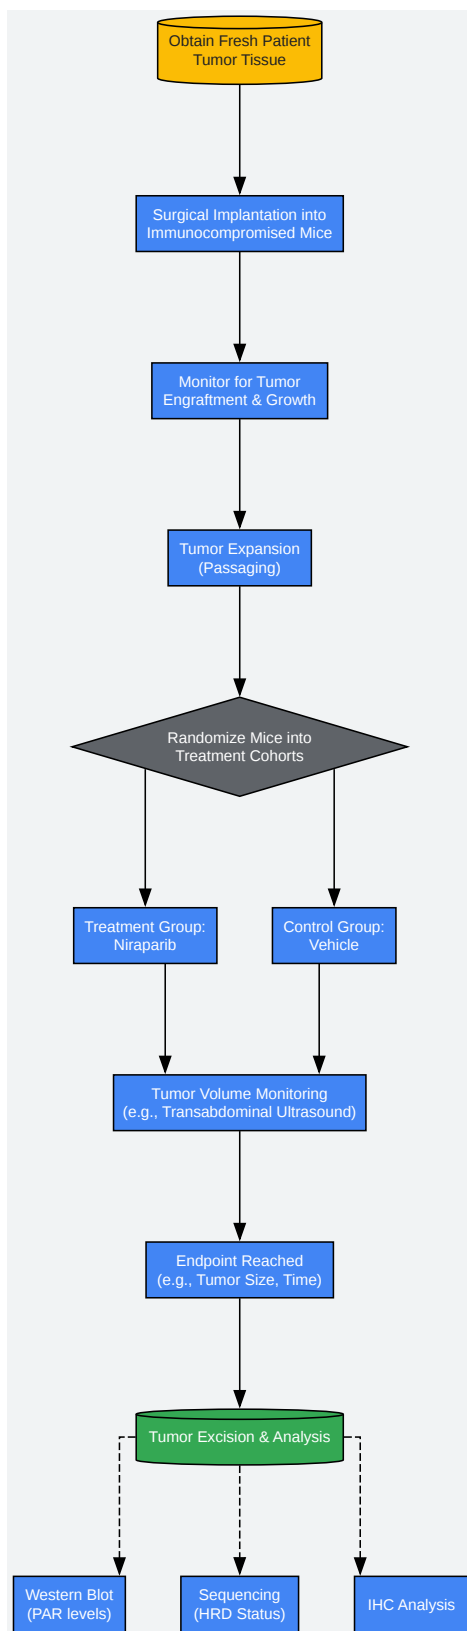 Obtain Fresh Patient
Tumor Tissue
Surgical Implantation into
Immunocompromised Mice
Monitor for Tumor
Engraftment & Growth
Tumor Expansion
(Passaging)
Randomize Mice into
Treatment Cohorts
Treatment Group:
Niraparib
Control Group:
Vehicle
Tumor Volume Monitoring
(e.g., Transabdominal Ultrasound)
Endpoint Reached
(e.g., Tumor Size, Time)
Tumor Excision & Analysis
Western Blot
(PAR levels)
Sequencing
(HRD Status)
IHC Analysis